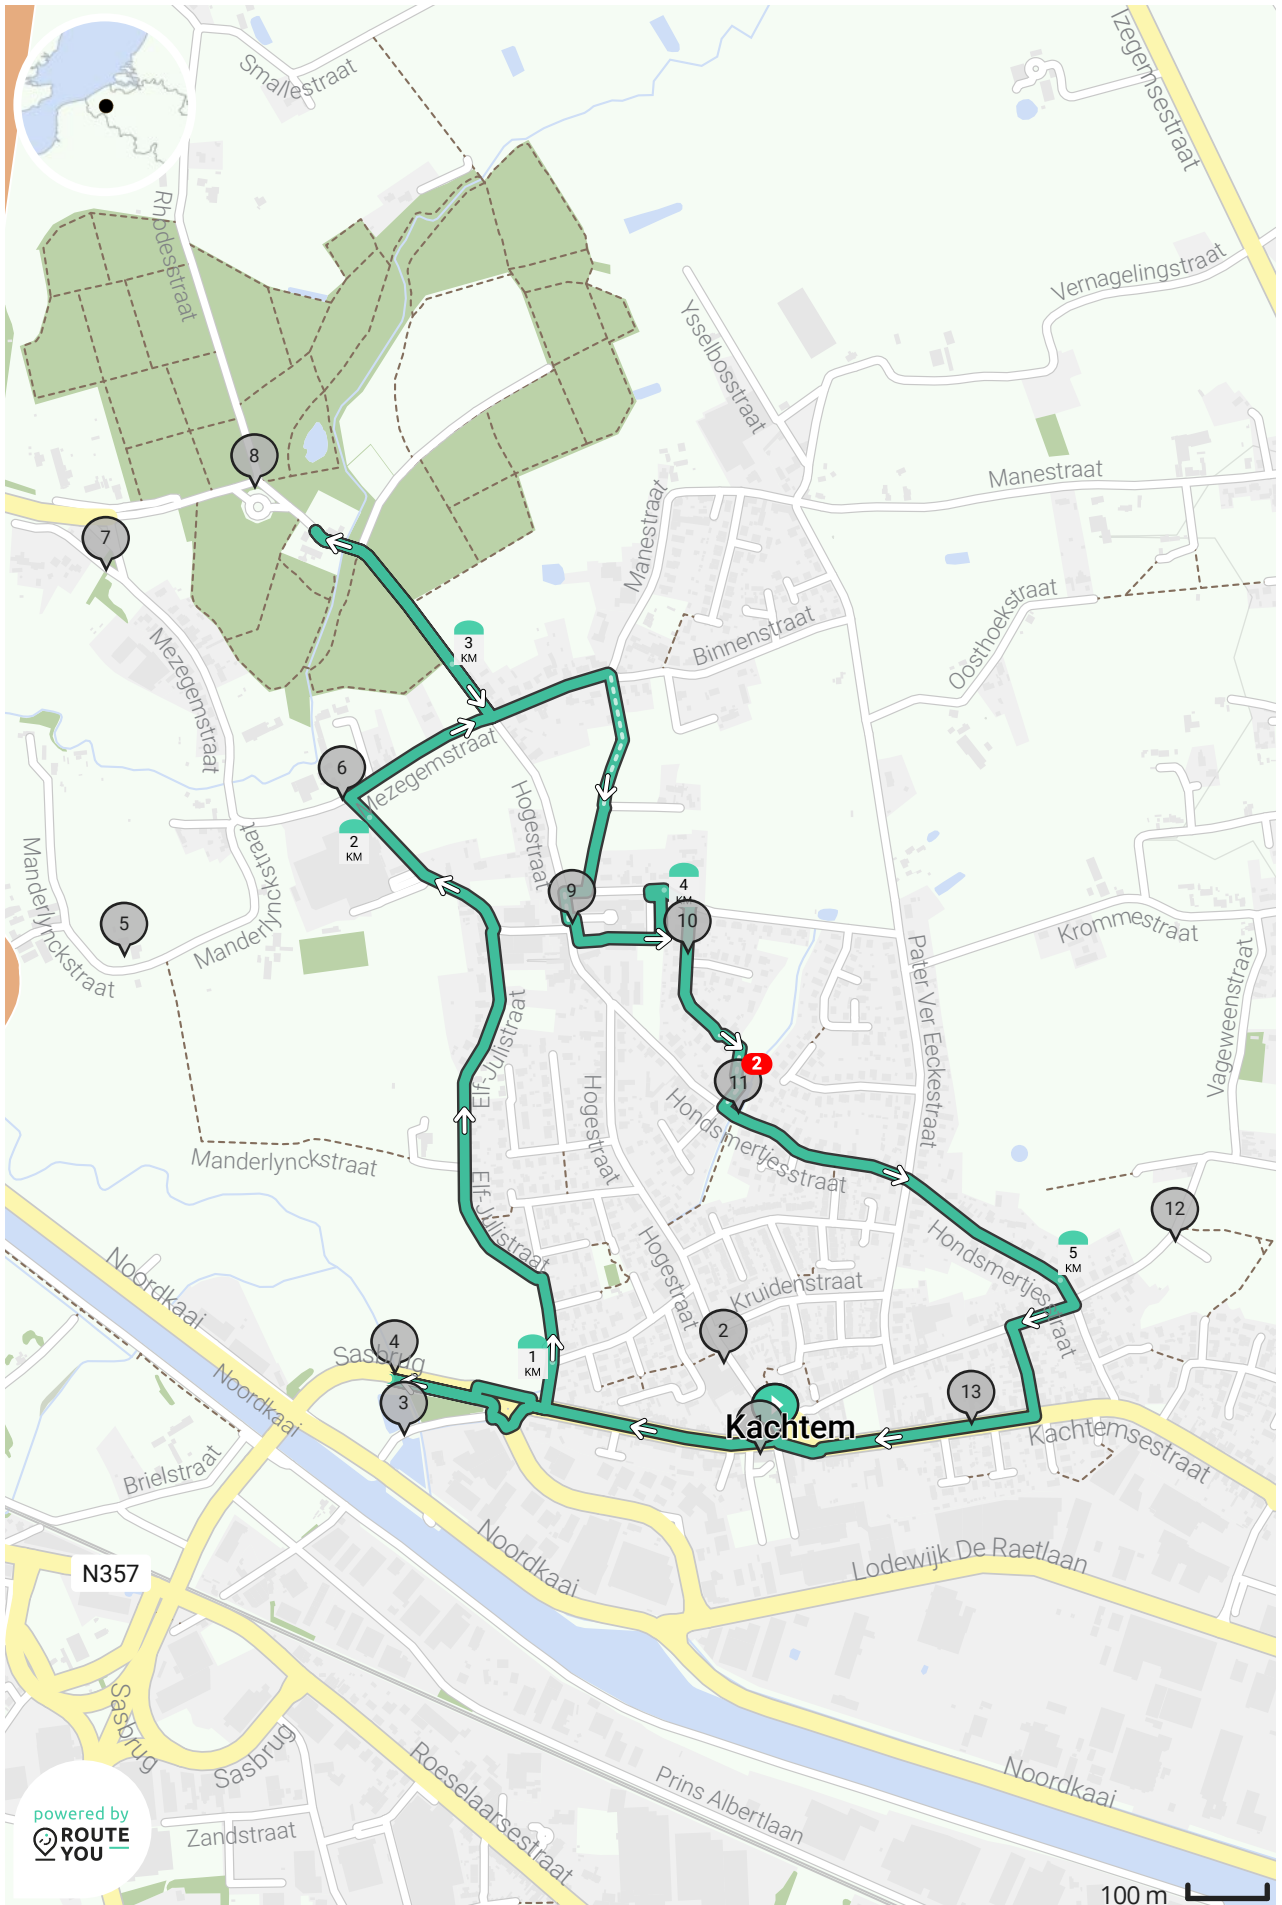 Smallestraat
Izegemsestraat
Rhodesstraat
Vernagelingstraat
Ysselbosstraat
8
Manestraat
Manestraat
7
Oosthoekstraat
Mezegemstraat
3
KM
Binnenstraat
6
Mezegemstraat
2
KM
Hogestraat
Manderlynckstraat
Manderlynckstraat
9
4
KM
10
5
Krommestraat
Pater Ver Eeckestraat
Vageweenstraat
Elf-Julistraat
2
11
Hogestraat
Hondsmertjesstraat
Manderlynckstraat
Elf-Julistraat
12
Hondsmertjesstraat
5
KM
Noordkaai
Hogestraat
Kruidenstraat
2
4
Sasbrug
1
KM
Noordkaai
3
13
1
Kachtem
Kachtemsestraat
Brielstraat
Noordkaai
Lodewijk De Raetlaan
N357
Sasbrug
Sasbrug
Roeselaarsestraat
Prins Albertlaan
Noordkaai
powered by
ROUTE
YOU
Zandstraat
100 m